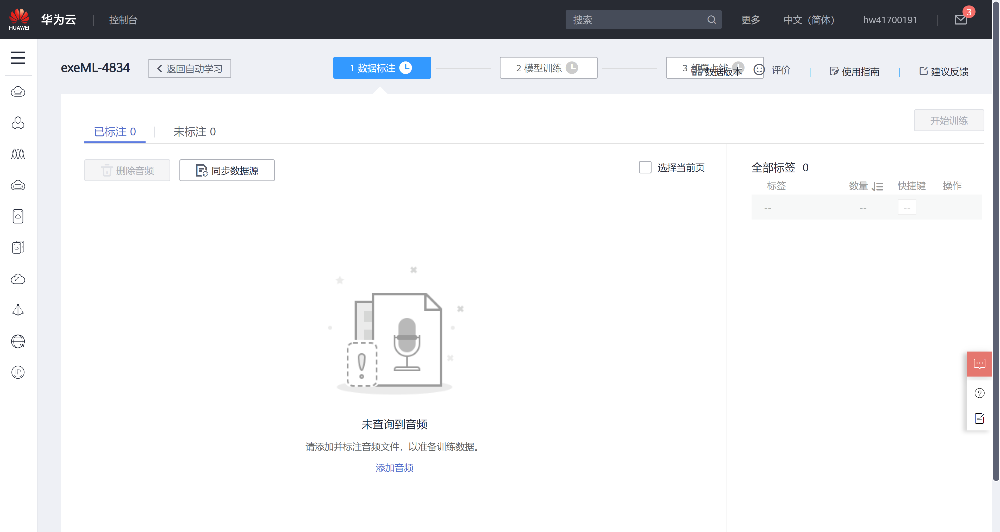 HUAWEI
华为云 控制台 搜索 更多 中文（简体） hw41700191 3
exeML-4834 返回自动学习 1 数据标注 2 模型训练 3 部署上线 数据版本 评价 使用指南 建议反馈
开始训练
已标注 0 未标注 0
删除音频 同步数据源 选择当前页
全部标签 0
标签 数量 快捷键 操作
-- -- --
W
IP
未查询到音频
请添加并标注音频文件，以准备训练数据。
添加音频